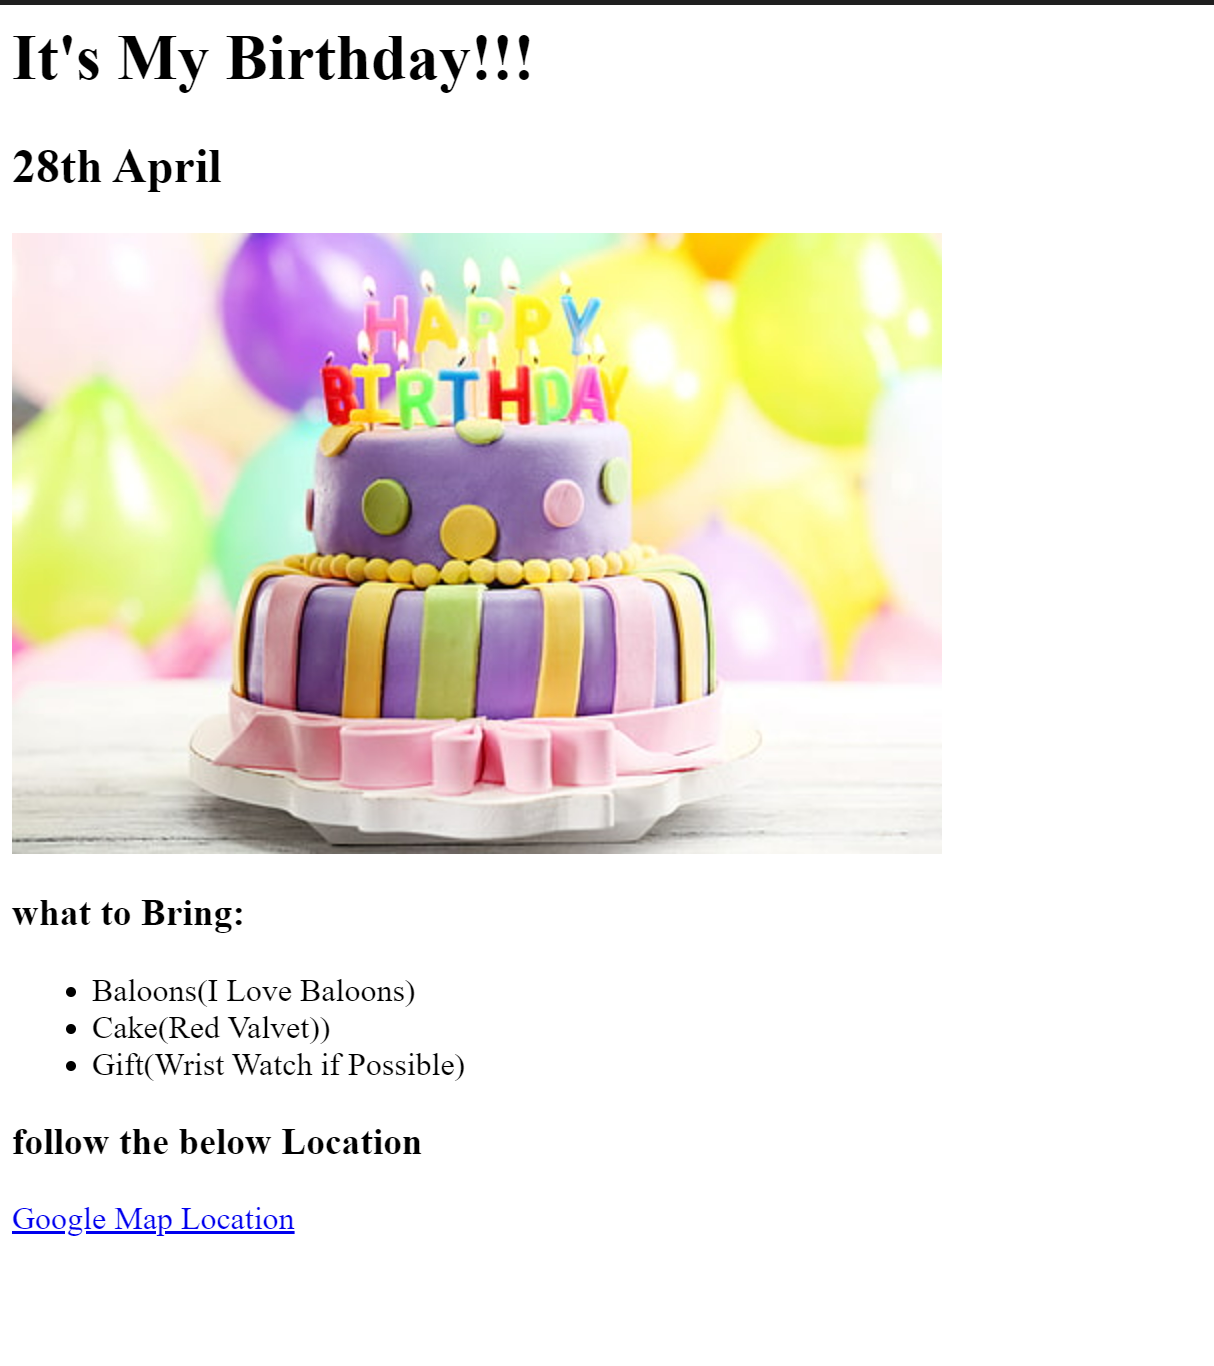 It's My Birthday!!!
28th April
HAPPY
BIRTHDAY
what to Bring:
Baloons(I Love Baloons)
Cake(Red Valvet))
Gift(Wrist Watch if Possible)
follow the below Location
Google Map Location